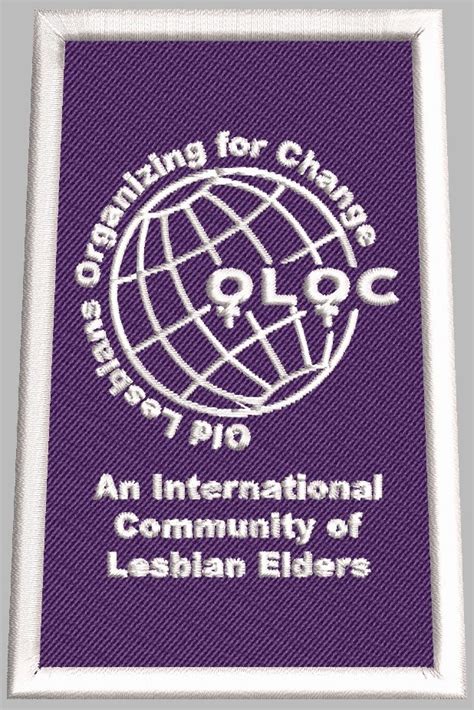 Old Lesbians Organizing for Change
OLOC
An International
Community of
Lesbian Elders